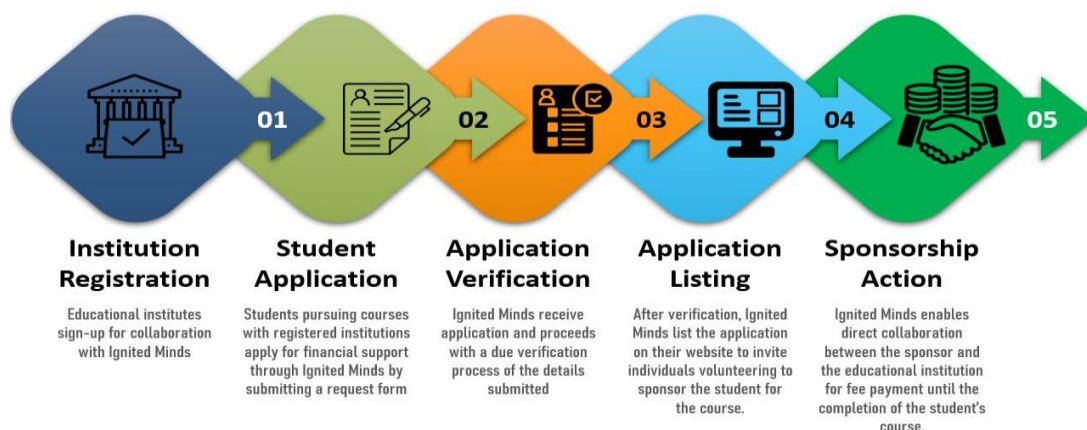 01
02
03
04
05
Institution
Registration
Educational institutes
sign-up for collaboration
with Ignited Minds
Student
Application
Students pursuing courses
with registered institutions
apply for financial support
through Ignited Minds by
submitting a request form
Application
Verification
Ignited Minds receive
application and proceeds
with a due verification
process of the details
submitted
Application
Listing
After verification, Ignited
Minds list the application
on their website to invite
individuals volunteering to
sponsor the student for
the course.
Sponsorship
Action
Ignited Minds enables
direct collaboration
between the sponsor and
the educational institution
for fee payment until the
completion of the student's
course.